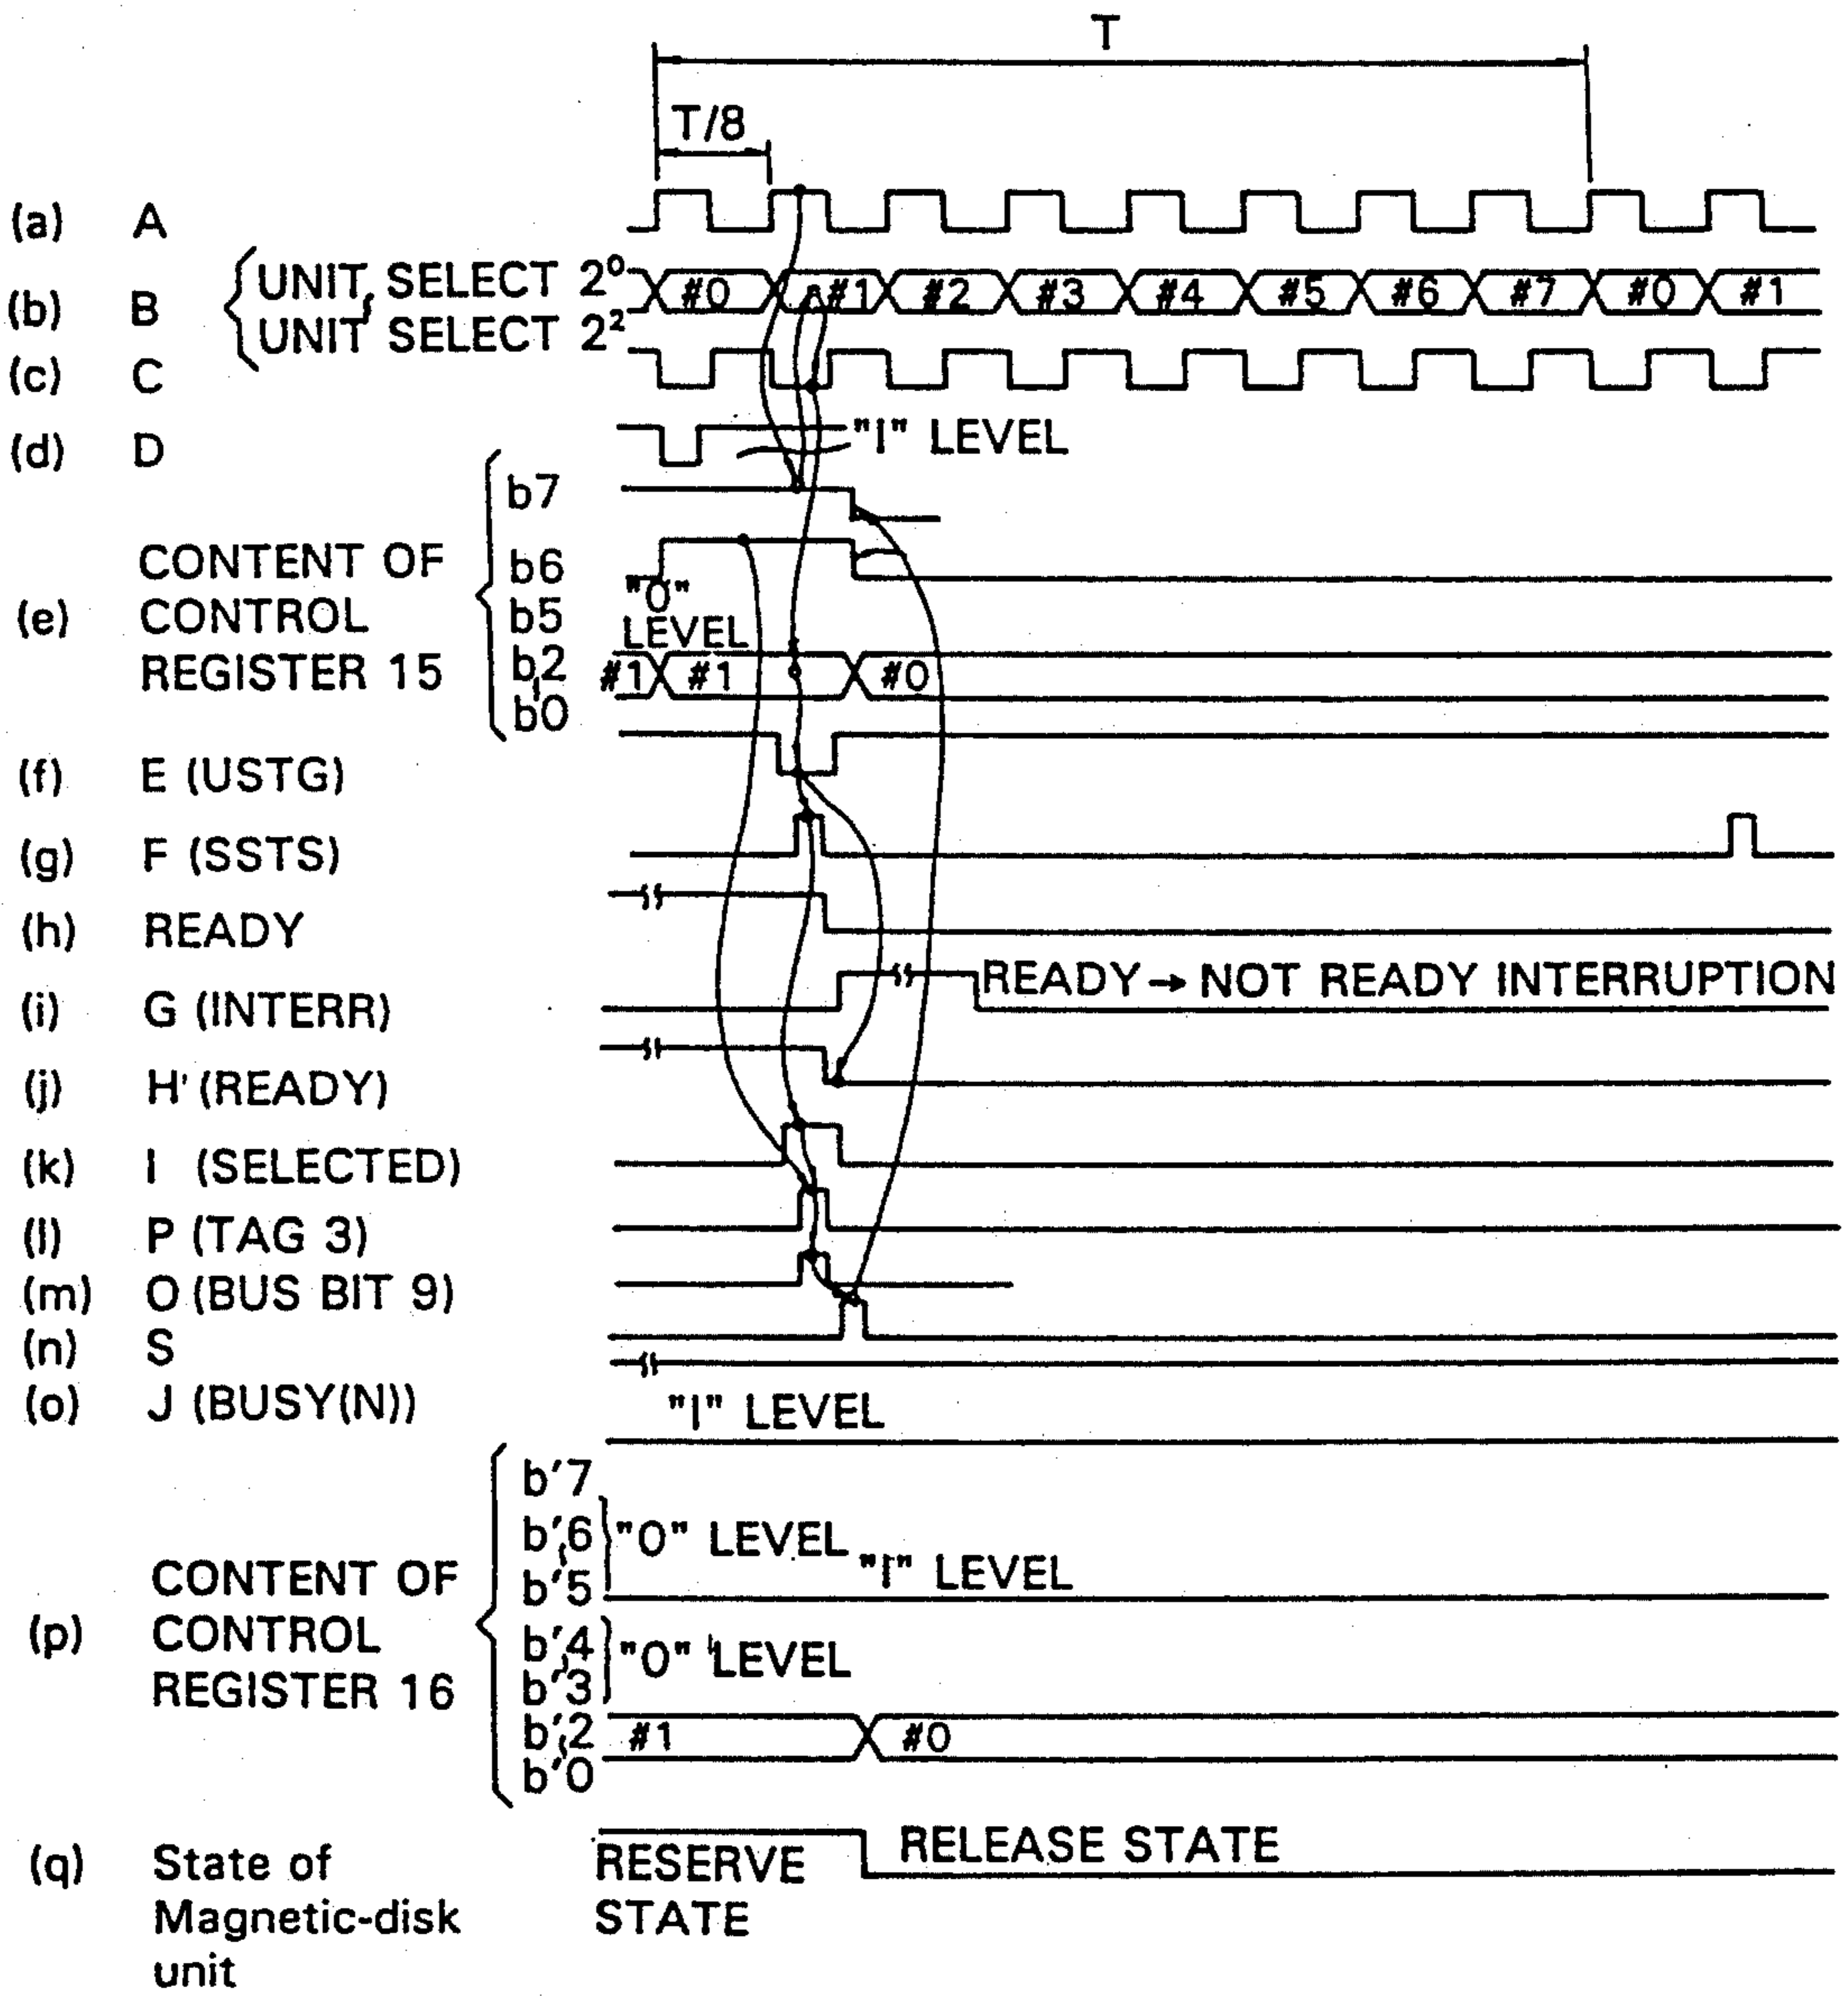 T
T/8
(a) A
(b) B UNIT SELECT 2⁰
UNIT SELECT 2²
#0 #1 #2 #3 #4 #5 #6 #7 #0 #1
(c) C
(d) D "I" LEVEL
(e) CONTENT OF CONTROL REGISTER 15
b7
b6
b5
b2
b0
"0" LEVEL
#1 #1 #0
(f) E (USTG)
(g) F (SSTS)
(h) READY
(i) G (INTERR) READY→NOT READY INTERRUPTION
(j) H' (READY)
(k) I (SELECTED)
(l) P (TAG 3)
(m) O (BUS BIT 9)
(n) S
(o) J (BUSY(N)) "I" LEVEL
(p) CONTENT OF CONTROL REGISTER 16
b'7
b'6 "0" LEVEL
b'5 "I" LEVEL
b'4 "0" LEVEL
b'3
b'2 #1 #0
b'0
(q) State of Magnetic-disk unit
RESERVE STATE
RELEASE STATE